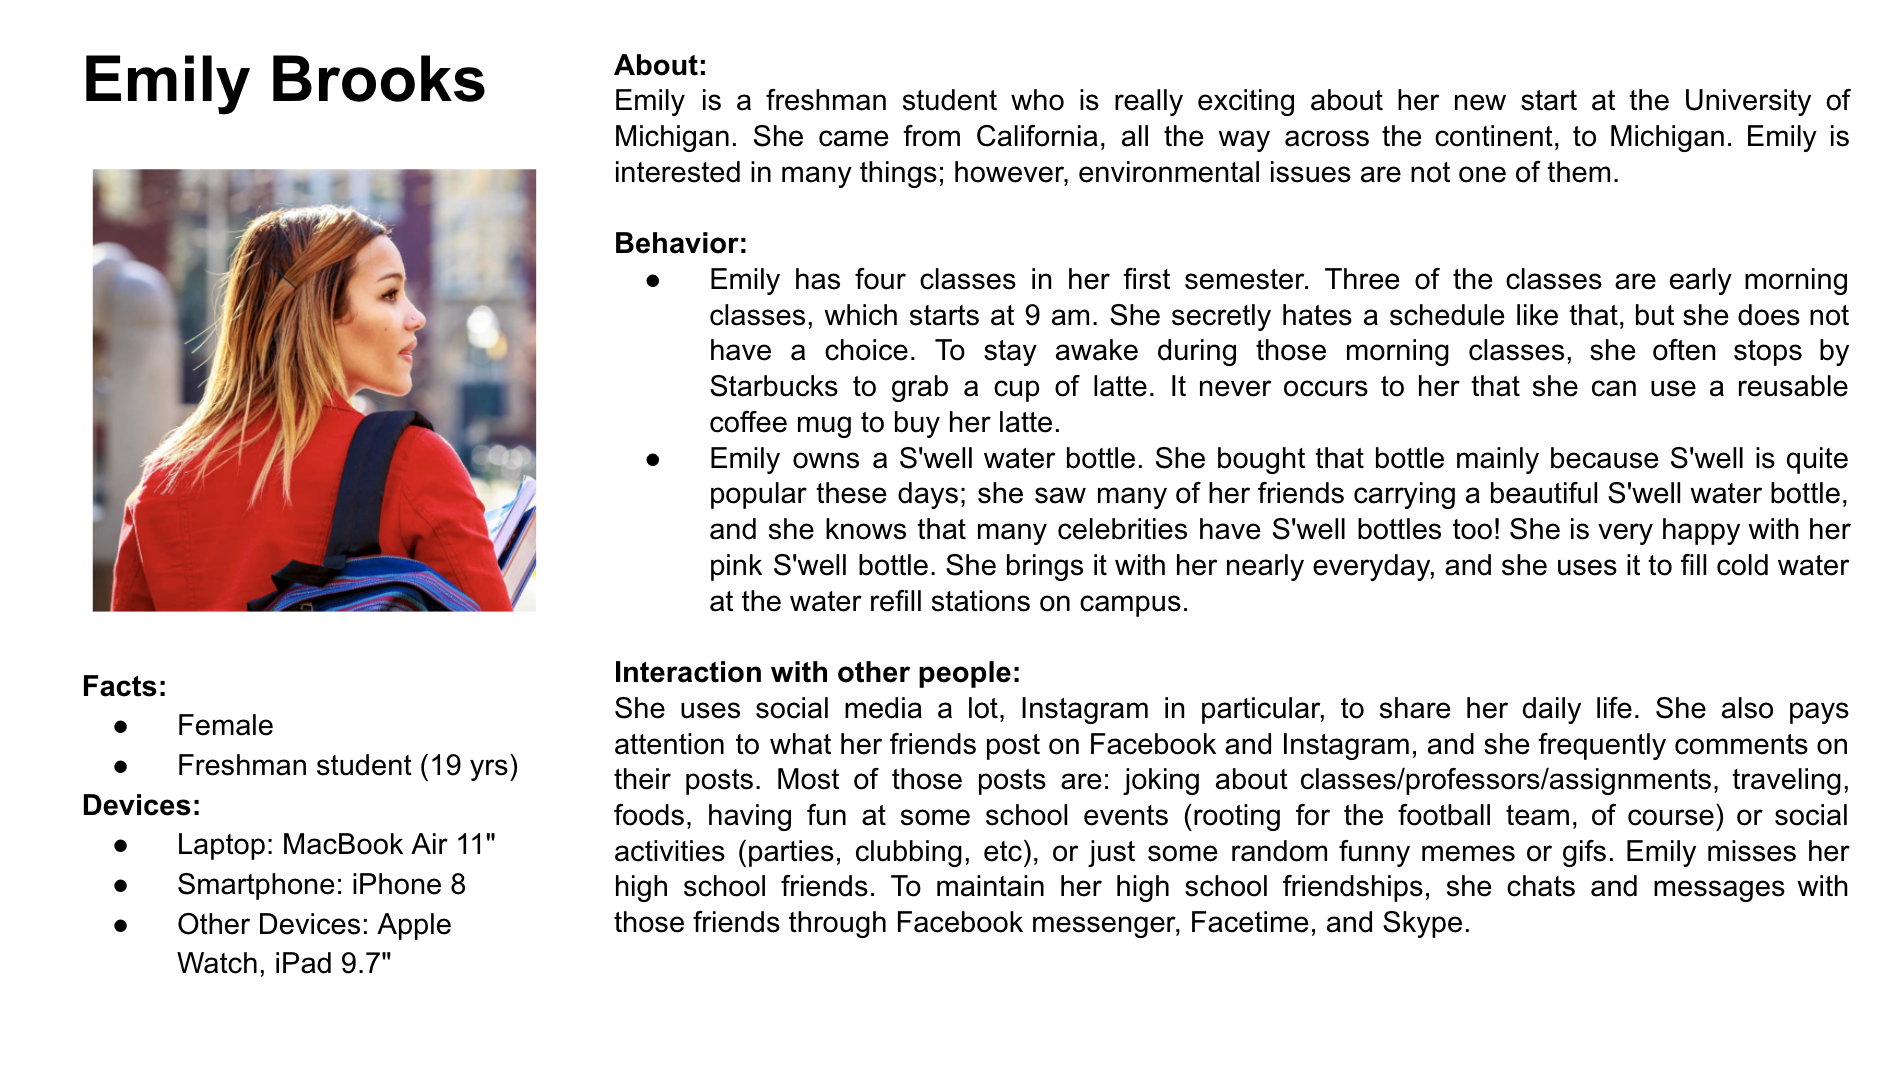 Emily Brooks
Facts:
● Female
● Freshman student (19 yrs)
Devices:
● Laptop: MacBook Air 11"
● Smartphone: iPhone 8
● Other Devices: Apple
Watch, iPad 9.7"
About:
Emily is a freshman student who is really exciting about her new start at the University of
Michigan. She came from California, all the way across the continent, to Michigan. Emily is
interested in many things; however, environmental issues are not one of them.
Behavior:
● Emily has four classes in her first semester. Three of the classes are early morning
classes, which starts at 9 am. She secretly hates a schedule like that, but she does not
have a choice. To stay awake during those morning classes, she often stops by
Starbucks to grab a cup of latte. It never occurs to her that she can use a reusable
coffee mug to buy her latte.
● Emily owns a S'well water bottle. She bought that bottle mainly because S'well is quite
popular these days; she saw many of her friends carrying a beautiful S'well water bottle,
and she knows that many celebrities have S'well bottles too! She is very happy with her
pink S'well bottle. She brings it with her nearly everyday, and she uses it to fill cold water
at the water refill stations on campus.
Interaction with other people:
She uses social media a lot, Instagram in particular, to share her daily life. She also pays
attention to what her friends post on Facebook and Instagram, and she frequently comments on
their posts. Most of those posts are: joking about classes/professors/assignments, traveling,
foods, having fun at some school events (rooting for the football team, of course) or social
activities (parties, clubbing, etc), or just some random funny memes or gifs. Emily misses her
high school friends. To maintain her high school friendships, she chats and messages with
those friends through Facebook messenger, Facetime, and Skype.